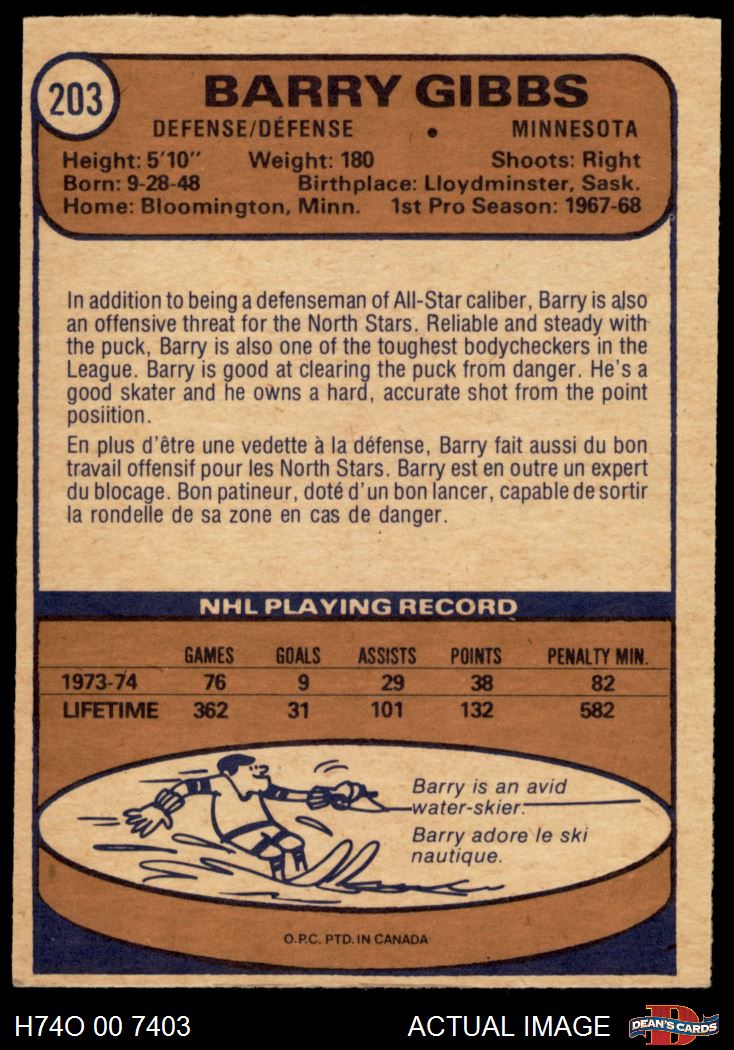 203
BARRY GIBBS
DEFENSE/DÉFENSE • MINNESOTA
Height: 5'10" Weight: 180 Shoots: Right
Born: 9-28-48 Birthplace: Lloydminster, Sask.
Home: Bloomington, Minn. 1st Pro Season: 1967-68
In addition to being a defenseman of All-Star caliber, Barry is also
an offensive threat for the North Stars. Reliable and steady with
the puck, Barry is also one of the toughest bodycheckers in the
League. Barry is good at clearing the puck from danger. He's a
good skater and he owns a hard, accurate shot from the point
posiition.
En plus d'être une vedette à la défense, Barry fait aussi du bon
travail offensif pour les North Stars. Barry est en outre un expert
du blocage. Bon patineur, doté d'un bon lancer, capable de sortir
la rondelle de sa zone en cas de danger.
NHL PLAYING RECORD
GAMES GOALS ASSISTS POINTS PENALTY MIN.
1973-74 76 9 29 38 82
LIFETIME 362 31 101 132 582
Barry is an avid
water-skier.
Barry adore le ski
nautique.
O.P.C. PTD. IN CANADA
H74O 00 7403 ACTUAL IMAGE D DEAN'S CARDS